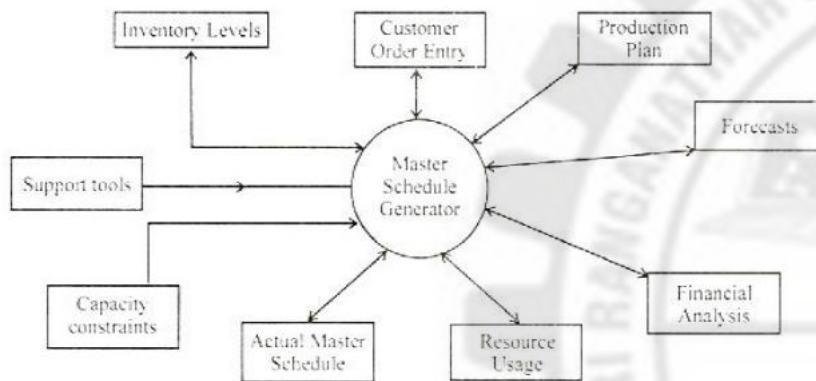 Inventory Levels
Customer
Order Entry
Production
Plan
Forecasts
Master
Schedule
Generator
Support tools
Capacity
constraints
Actual Master
Schedule
Resource
Usage
Financial
Analysis